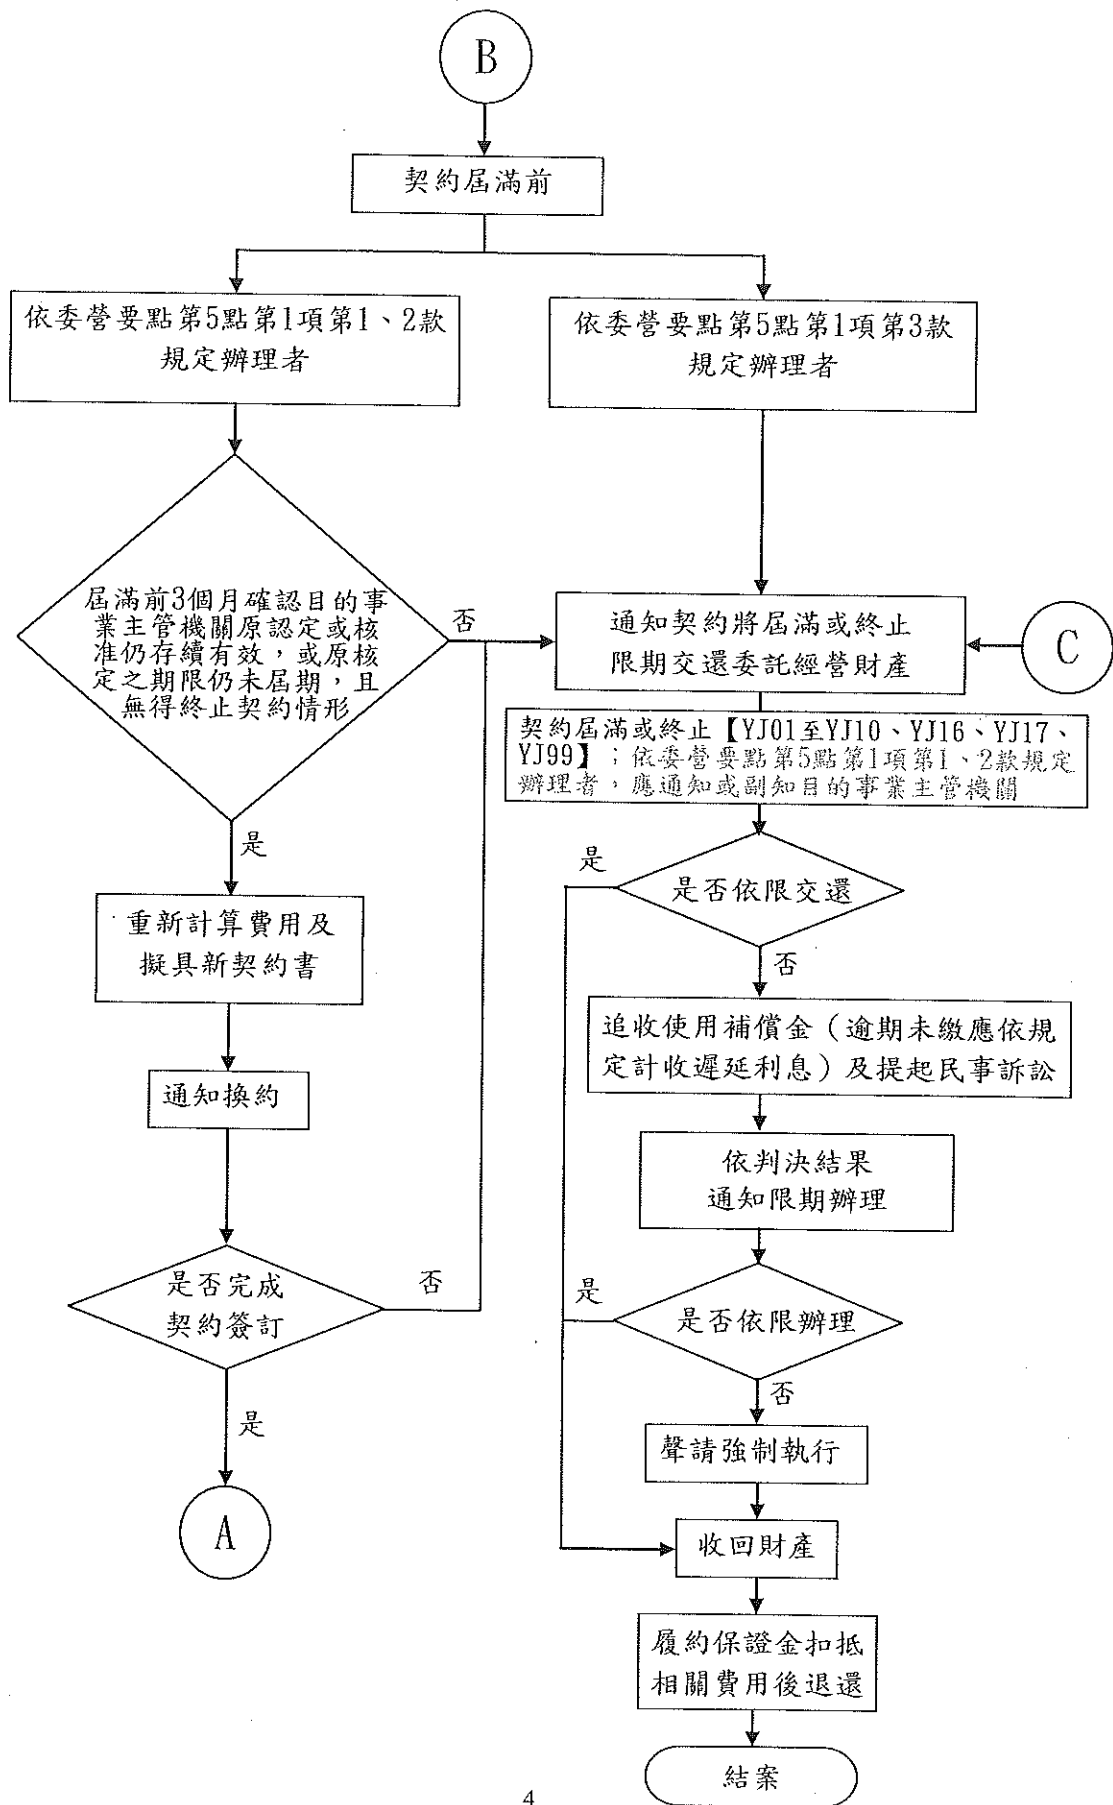 B
契約屆滿前
依委營要點第5點第1項第1、2款
規定辦理者
依委營要點第5點第1項第3款
規定辦理者
屆滿前3個月確認目的事
業主管機關原認定或核
准仍存續有效，或原核
定之期限仍未屆期，且
無得終止契約情形
否
是
重新計算費用及
擬具新契約書
通知換約
是否完成
契約簽訂
否
是
A
通知契約將屆滿或終止
限期交還委託經營財產
C
契約屆滿或終止【YJ01至YJ10、YJ16、YJ17、
YJ99】；依委營要點第5點第1項第1、2款規定
辦理者，應通知或副知目的事業主管機關
是
是否依限交還
否
追收使用補償金（逾期未繳應依規
定計收遲延利息）及提起民事訴訟
依判決結果
通知限期辦理
是
是否依限辦理
否
聲請強制執行
收回財產
履約保證金扣抵
相關費用後退還
結案
4